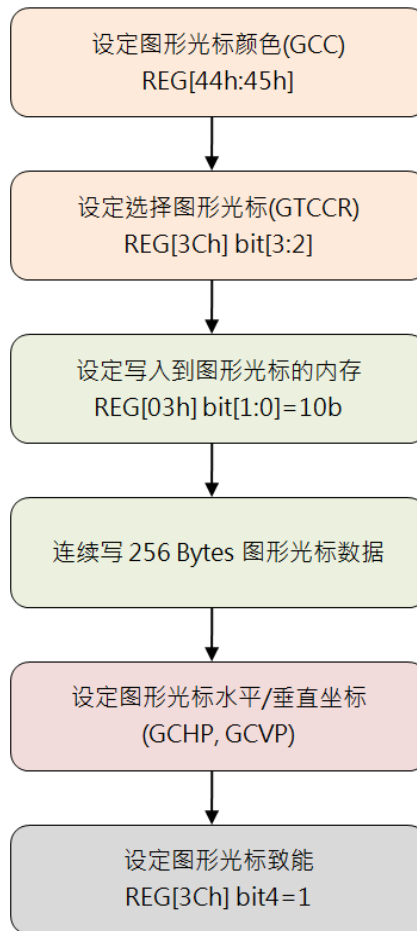 设定图形光标颜色(GCC)
REG[44h:45h]
设定选择图形光标(GTCCR)
REG[3Ch] bit[3:2]
设定写入到图形光标的内存
REG[03h] bit[1:0]=10b
连续写 256 Bytes 图形光标数据
设定图形光标水平/垂直坐标
(GCHP, GCVP)
设定图形光标致能
REG[3Ch] bit4=1